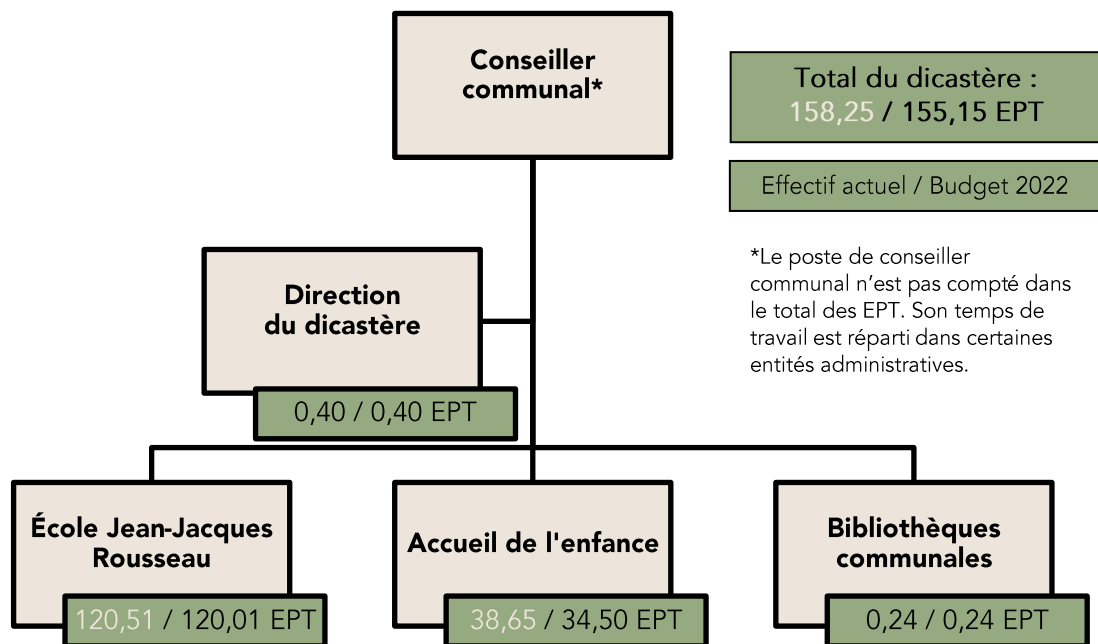 Conseiller
communal*
Total du dicastère :
158,25 / 155,15 EPT
Effectif actuel / Budget 2022
*Le poste de conseiller
communal n’est pas compté dans
le total des EPT. Son temps de
travail est réparti dans certaines
entités administratives.
Direction
du dicastère
0,40 / 0,40 EPT
École Jean-Jacques
Rousseau
120,51 / 120,01 EPT
Accueil de l'enfance
38,65 / 34,50 EPT
Bibliothèques
communales
0,24 / 0,24 EPT